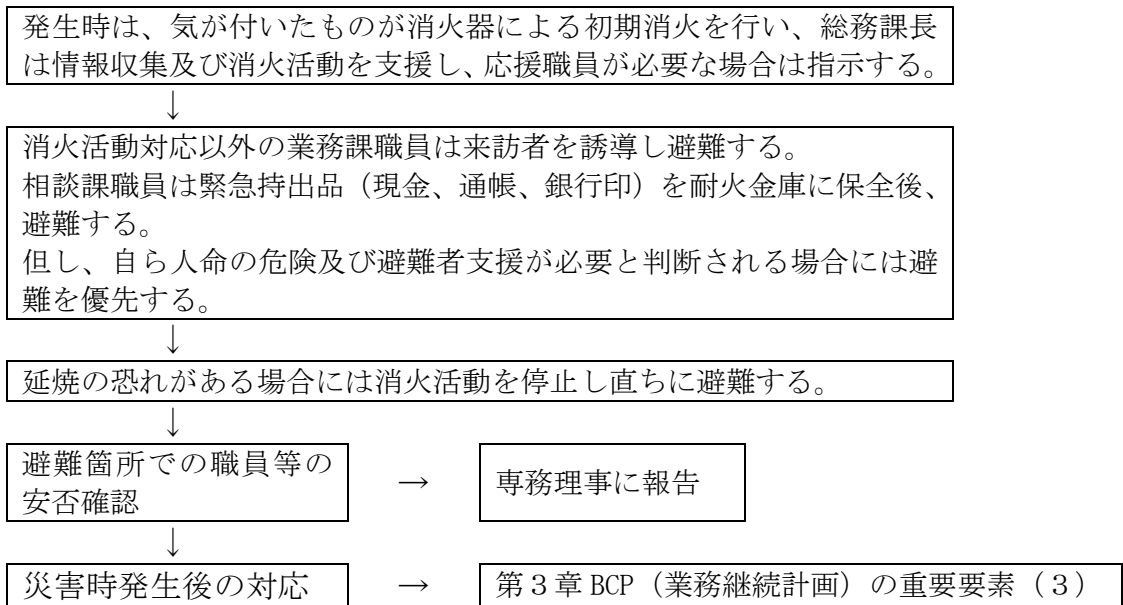 発生時は、気が付いたものが消火器による初期消火を行い、総務課長
は情報収集及び消火活動を支援し、応援職員が必要な場合は指示する。
↓
消火活動対応以外の業務課職員は来訪者を誘導し避難する。
相談課職員は緊急持出品（現金、通帳、銀行印）を耐火金庫に保全後、
避難する。
但し、自ら人命の危険及び避難者支援が必要と判断される場合には避
難を優先する。
↓
延焼の恐れがある場合には消火活動を停止し直ちに避難する。
↓
避難箇所での職員等の
安否確認
→
専務理事に報告
↓
災害時発生後の対応
→
第３章 BCP（業務継続計画）の重要要素（３）